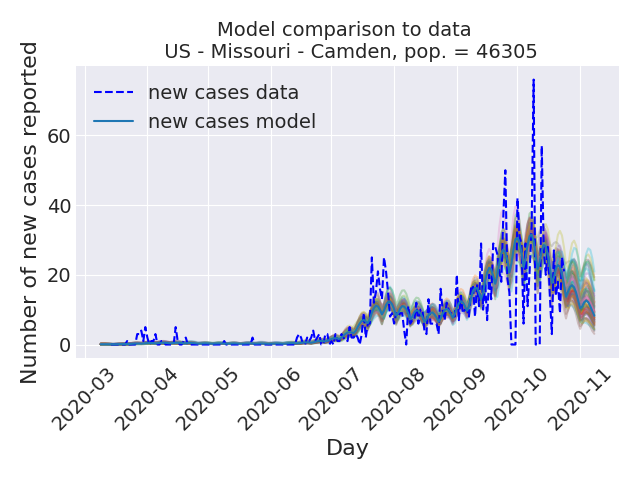 Model comparison to data
US - Missouri - Camden, pop. = 46305
Number of new cases reported
new cases data
new cases model
60
40
20
0
2020-03
2020-04
2020-05
2020-06
2020-07
2020-08
2020-09
2020-10
2020-11
Day